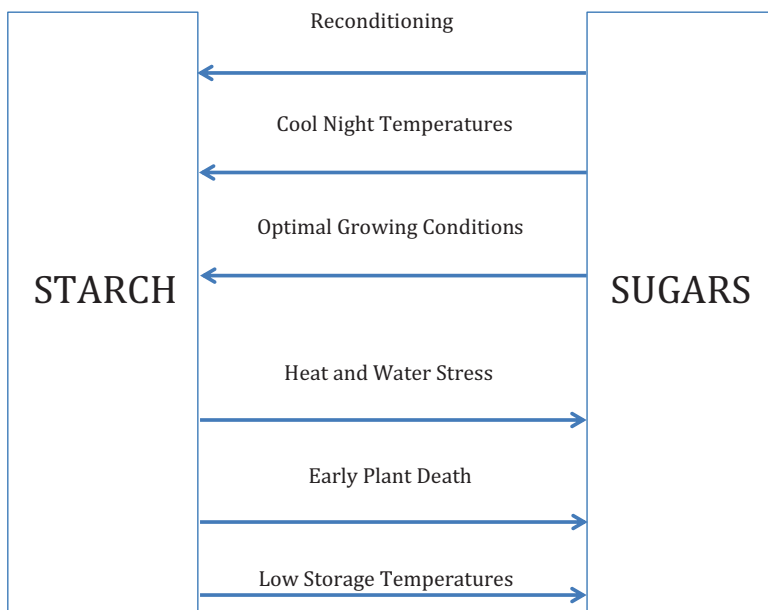 Reconditioning
Cool Night Temperatures
Optimal Growing Conditions
STARCH
SUGARS
Heat and Water Stress
Early Plant Death
Low Storage Temperatures